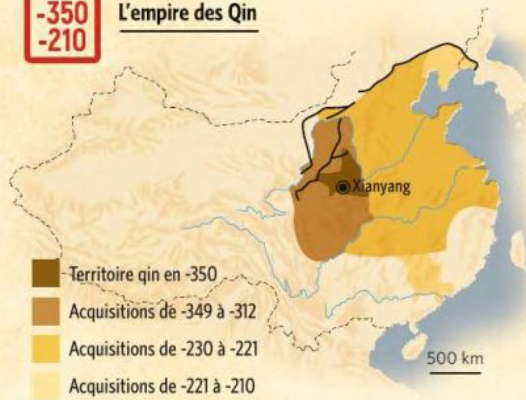 -350
-210
L'empire des Qin
Xianyang
Territoire qin en -350
Acquisitions de -349 à -312
Acquisitions de -230 à -221
Acquisitions de -221 à -210
500 km